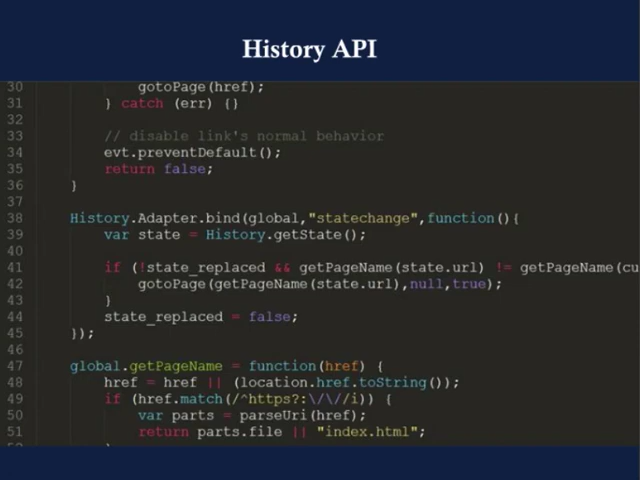 History API
30 gotoPage(href);
31 } catch (err) {}
32
33 // disable link's normal behavior
34 evt.preventDefault();
35 return false;
36 }
37
38 History.Adapter.bind(global,"statechange",function(){
39 var state = History.getState();
40
41 if (!state_replaced && getPageName(state.url) != getPageName(cu
42 gotoPage(getPageName(state.url),null,true);
43 }
44 state_replaced = false;
45 });
46
47 global.getPageName = function(href) {
48 href = href || (location.href.toString());
49 if (href.match(/^https?:\/\//i)) {
50 var parts = parseUri(href);
51 return parts.file || "index.html";